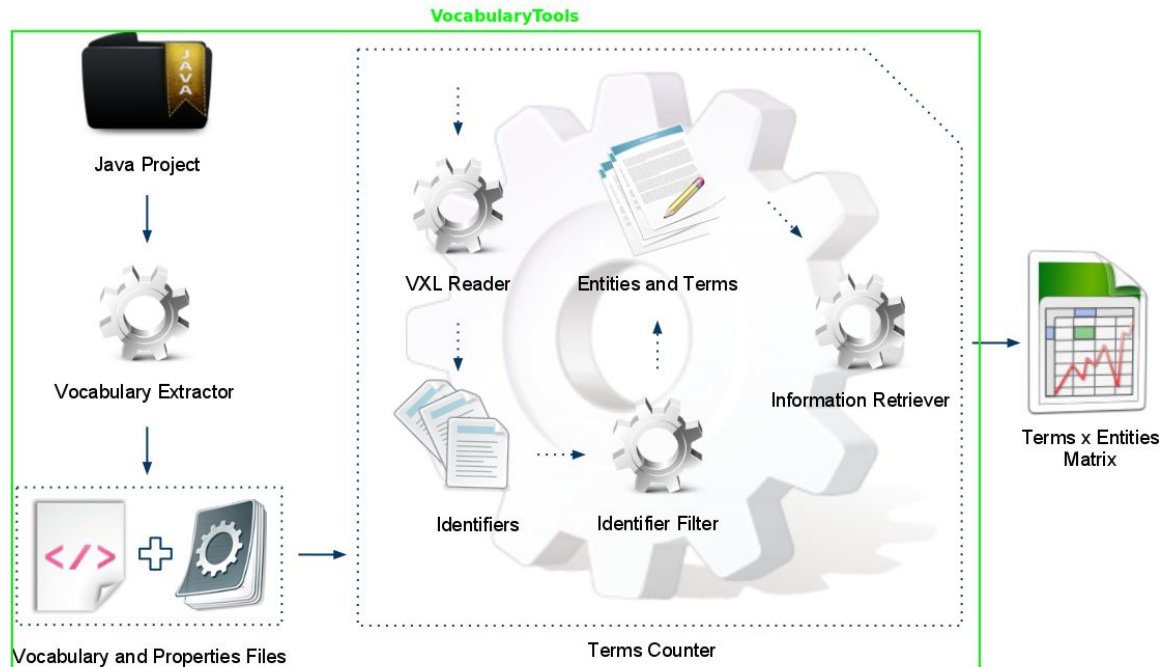 VocabularyTools
JAVA
Java Project
Vocabulary Extractor
</>
Vocabulary and Properties Files
VXL Reader
Identifiers
Identifier Filter
Entities and Terms
Information Retriever
Terms Counter
Terms x Entities
Matrix